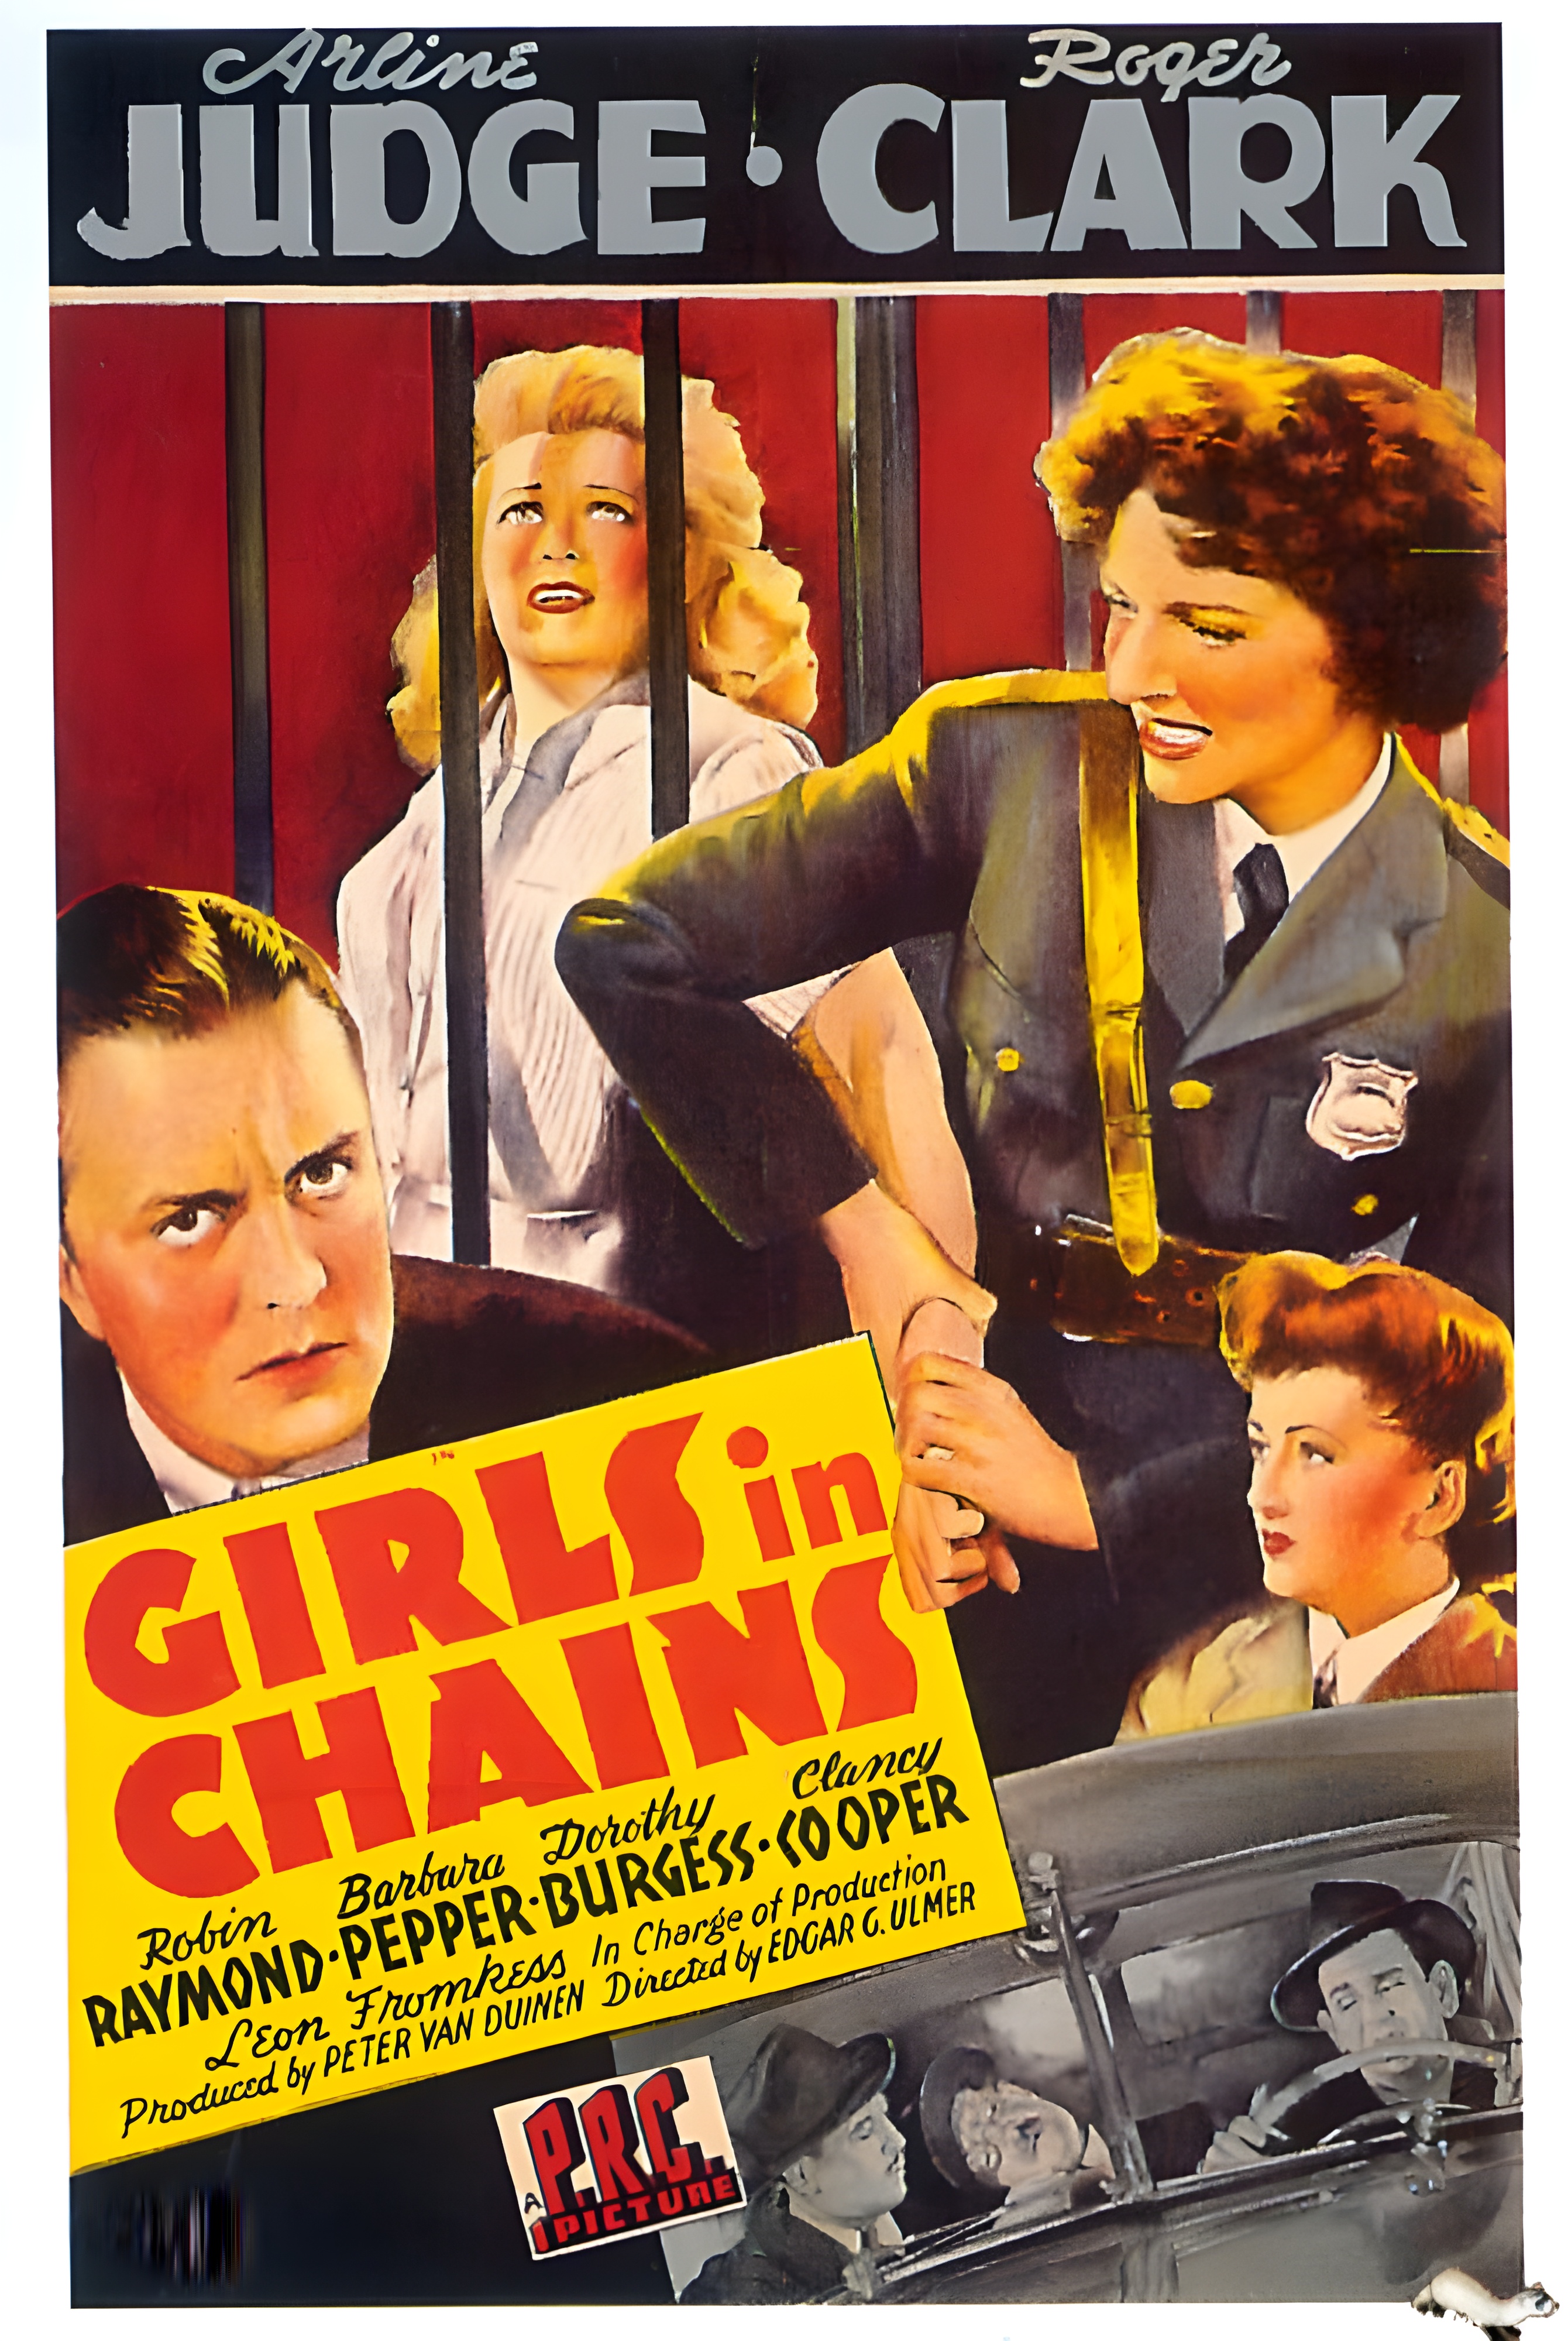 Arline Roger
JUDGE • CLARK
GIRLS in
CHAINS
Robin Barbara Dorothy Clancy
RAYMOND • PEPPER • BURGESS • COOPER
Leon Fromkess In Charge of Production
Produced by PETER VAN DUINEN Directed by EDGAR G. ULMER
A P.R.C.
PICTURE